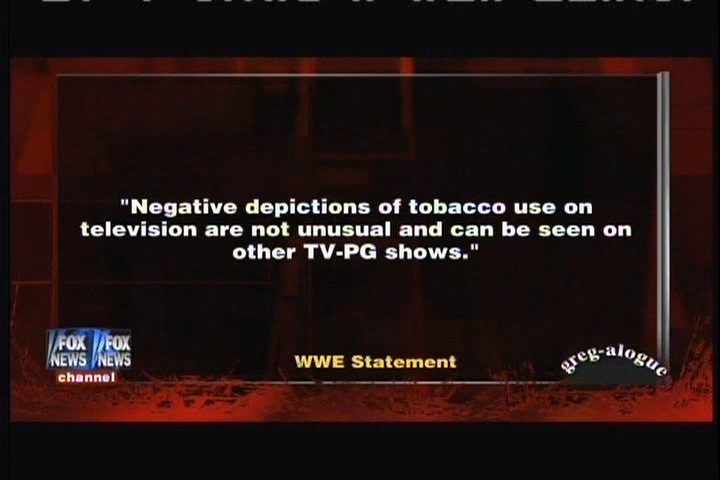 "Negative depictions of tobacco use on
television are not unusual and can be seen on
other TV-PG shows."
WWE Statement
FOX FOX
NEWS NEWS
channel
greg-alogue